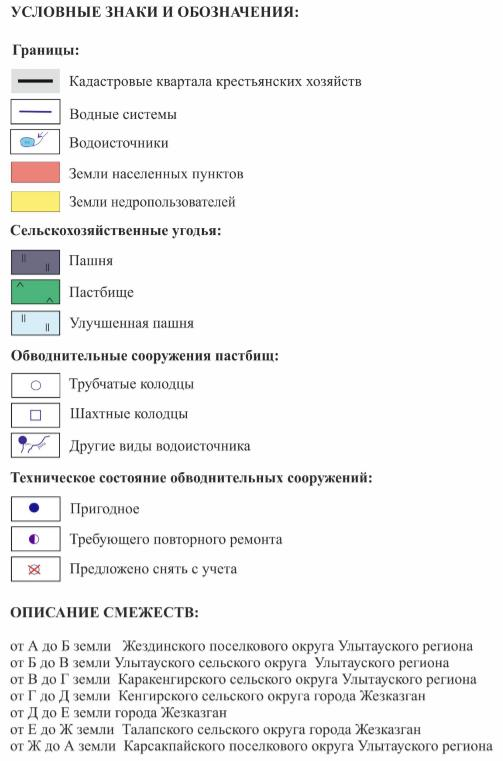 УСЛОВНЫЕ ЗНАКИ И ОБОЗНАЧЕНИЯ:
Границы:
Кадастровые квартала крестьянских хозяйств
Водные системы
Водоисточники
Земли населенных пунктов
Земли недропользователей
Сельскохозяйственные угодья:
Пашня
Пастбище
Улучшенная пашня
Обводнительные сооружения пастбищ:
Трубчатые колодцы
Шахтные колодцы
Другие виды водоисточника
Техническое состояние обводнительных сооружений:
Пригодное
Требующего повторного ремонта
Предложено снять с учета
ОПИСАНИЕ СМЕЖЕСТВ:
от А до Б земли Жездинского поселкового округа Улытауского региона
от Б до В земли Улытауского сельского округа Улытауского региона
от В до Г земли Каракенгирского сельского округа Улытауского региона
от Г до Д земли Кенгирского сельского округа города Жезказган
от Д до Е земли города Жезказган
от Е до Ж земли Талапского сельского округа города Жезказган
от Ж до А земли Карсакпайского поселкового округа Улытауского региона